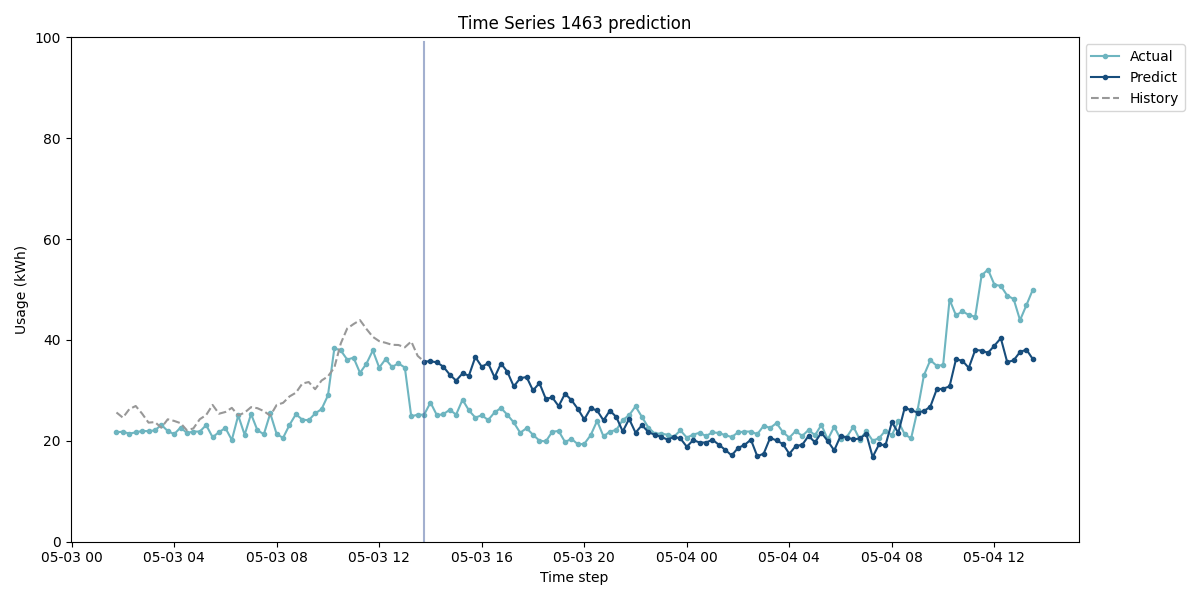 Time Series 1463 prediction
100
80
60
40
20
0
Usage (kWh)
05-03 00
05-03 04
05-03 08
05-03 12
05-03 16
05-03 20
05-04 00
05-04 04
05-04 08
05-04 12
Time step
Actual
Predict
History